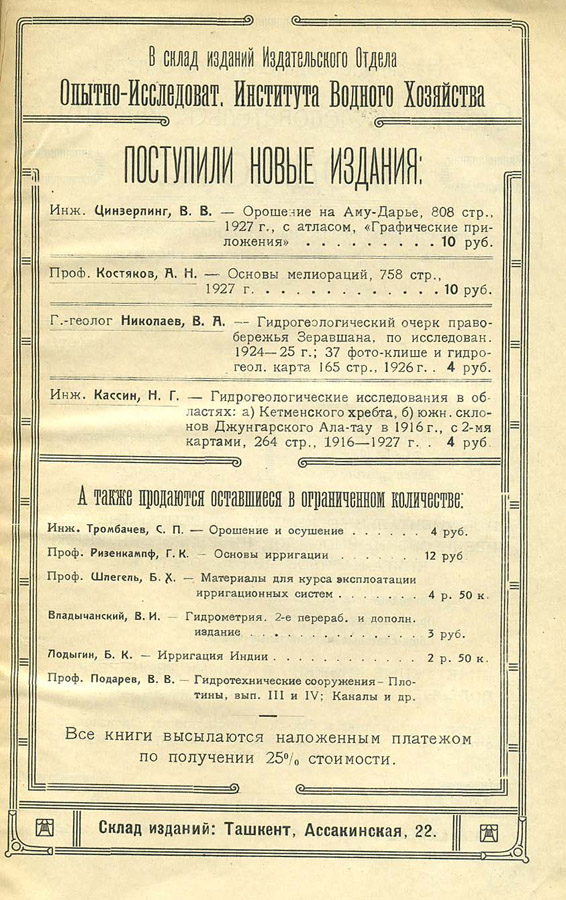 В склад изданий Издательского Отдела
Опытно-Исследоват. Института Водного Хозяйства
ПОСТУПИЛИ НОВЫЕ ИЗДАНИЯ:
Инж. Цинзерлинг, В. В. — Орошение на Аму-Дарье, 808 стр.,
1927 г., с атласом, «Графические при-
ложения» . . . . . . . . . 10 руб.
Проф. Костяков, А. Н. — Основы мелиораций, 758 стр.,
1927 г. . . . . . . . . . . . . . 10 руб.
Г.-геолог Николаев, В. А. — Гидрогеологический очерк право-
бережья Зеравшана, по исследован.
1924—25 г.; 37 фото-клише и гидро-
геол. карта 165 стр., 1926 г. . 4 руб.
Инж. Кассин, Н. Г. — Гидрогеологические исследования в об-
ластях: а) Кетменского хребта, б) южн. скло-
нов Джунгарского Ала-тау в 1916 г., с 2-мя
картами, 264 стр., 1916—1927 г. . 4 руб.
А также продаются оставшиеся в ограниченном количестве:
Инж. Тромбачев, С. П. — Орошение и осушение . . . . . . 4 руб.
Проф. Ризенкампф, Г. К. — Основы ирригации . . . . . . . 12 руб
Проф. Шлегель, Б. Х. — Материалы для курса эксплоатации
ирригационных систем . . . . . . . 4 р. 50 к.
Владычанский, В. И. — Гидрометрия. 2-е перераб. и дополн.
издание . . . . . . . . . . . . . 3 руб.
Лодыгин, Б. К. — Ирригация Индии . . . . . . . . . . . . 2 р. 50 к.
Проф. Подарев, В. В. — Гидротехнические сооружения – Пло-
тины, вып. III и IV; Каналы и др.
Все книги высылаются наложенным платежом
по получении 25% стоимости.
Склад изданий: Ташкент, Ассакинская, 22.